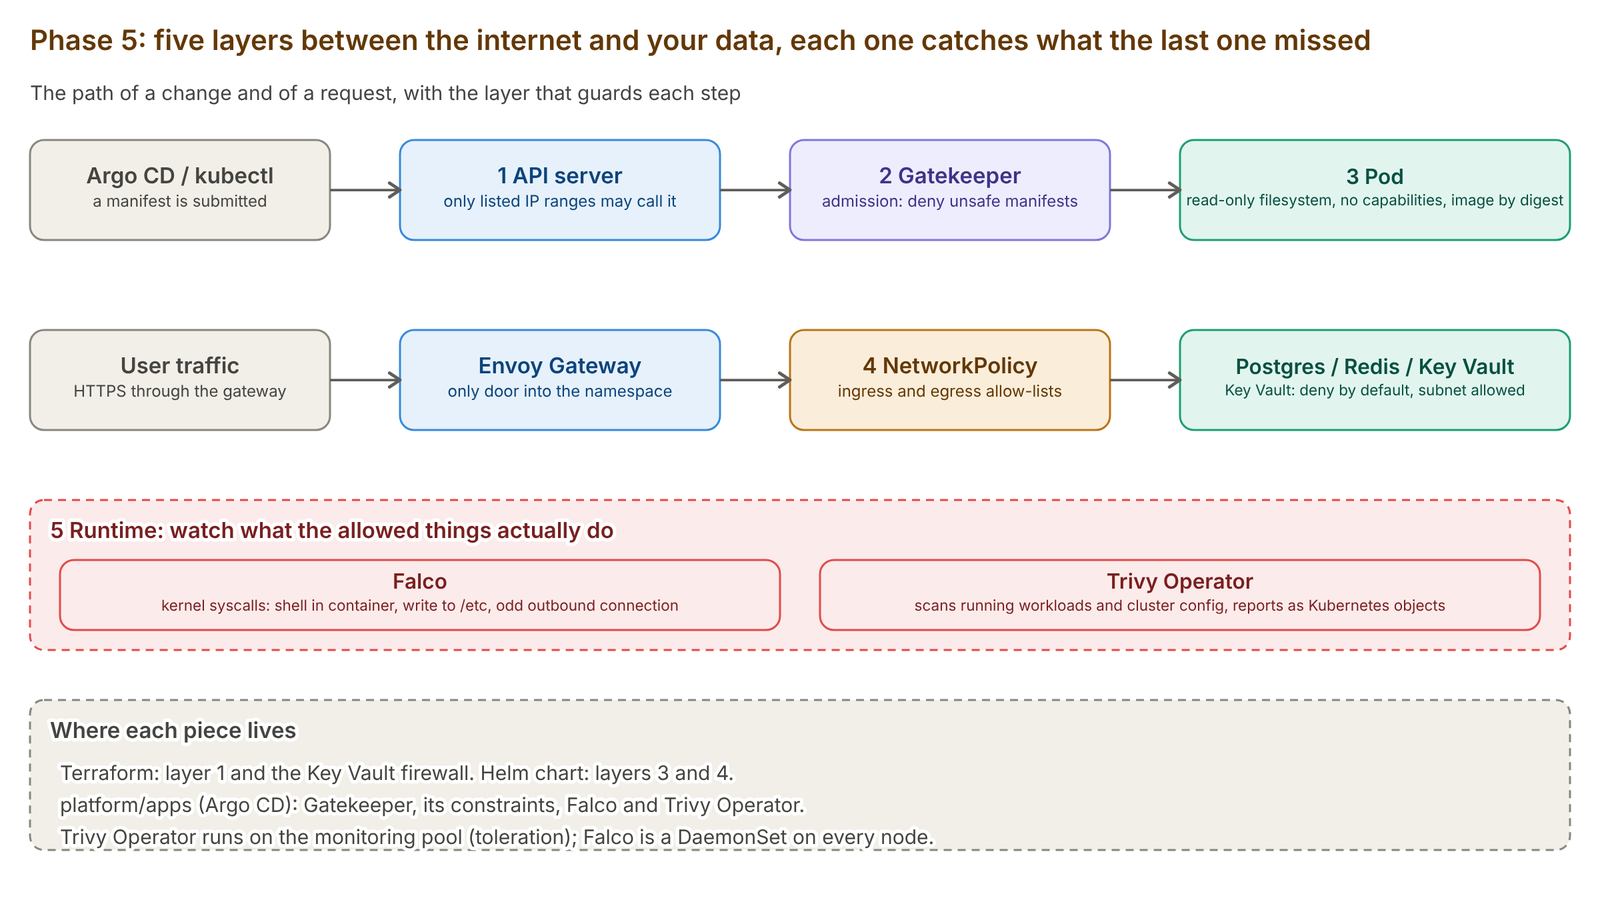 Phase 5: five layers between the internet and your data, each one catches what the last one missed
The path of a change and of a request, with the layer that guards each step
Argo CD / kubectl
a manifest is submitted
1 API server
only listed IP ranges may call it
2 Gatekeeper
admission: deny unsafe manifests
3 Pod
read-only filesystem, no capabilities, image by digest
User traffic
HTTPS through the gateway
Envoy Gateway
only door into the namespace
4 NetworkPolicy
ingress and egress allow-lists
Postgres / Redis / Key Vault
Key Vault: deny by default, subnet allowed
5 Runtime: watch what the allowed things actually do
Falco
kernel syscalls: shell in container, write to /etc, odd outbound connection
Trivy Operator
scans running workloads and cluster config, reports as Kubernetes objects
Where each piece lives
Terraform: layer 1 and the Key Vault firewall. Helm chart: layers 3 and 4.
platform/apps (Argo CD): Gatekeeper, its constraints, Falco and Trivy Operator.
Trivy Operator runs on the monitoring pool (toleration); Falco is a DaemonSet on every node.